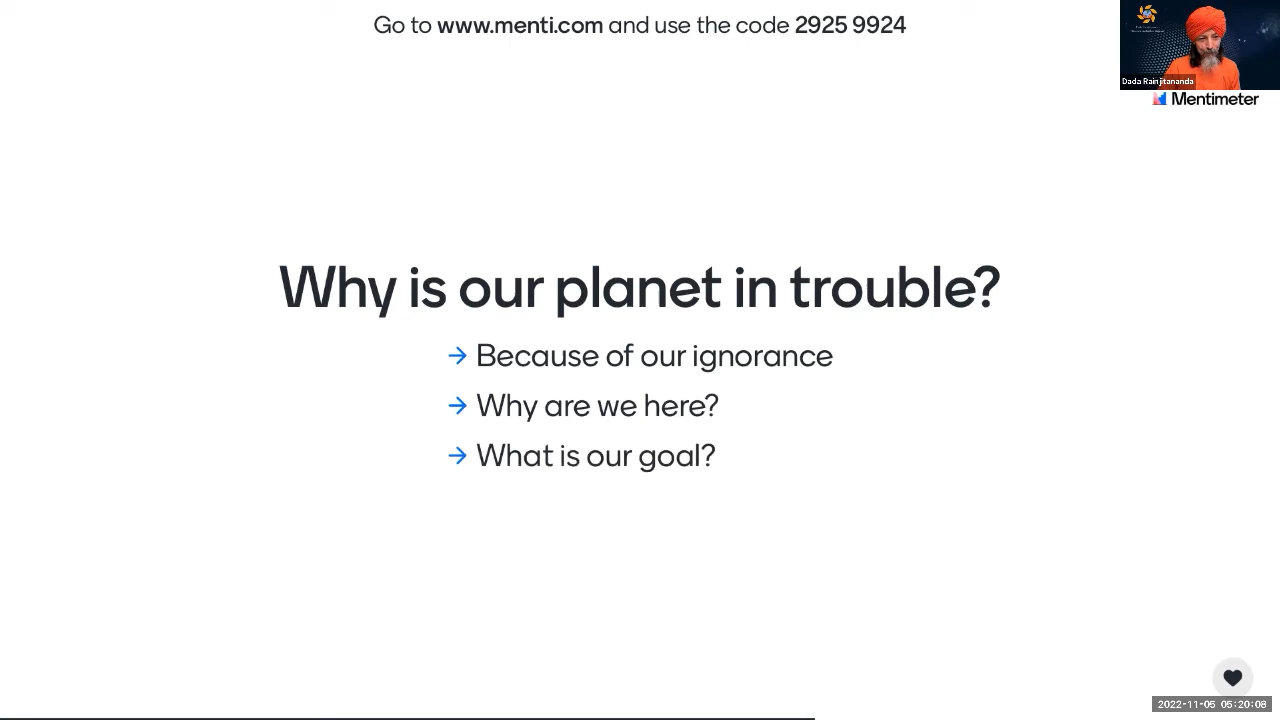 Go to www.menti.com and use the code 2925 9924
Dada Rainjitananda
Mentimeter
Why is our planet in trouble?
→ Because of our ignorance
→ Why are we here?
→ What is our goal?
2022-11-05 05:20:08